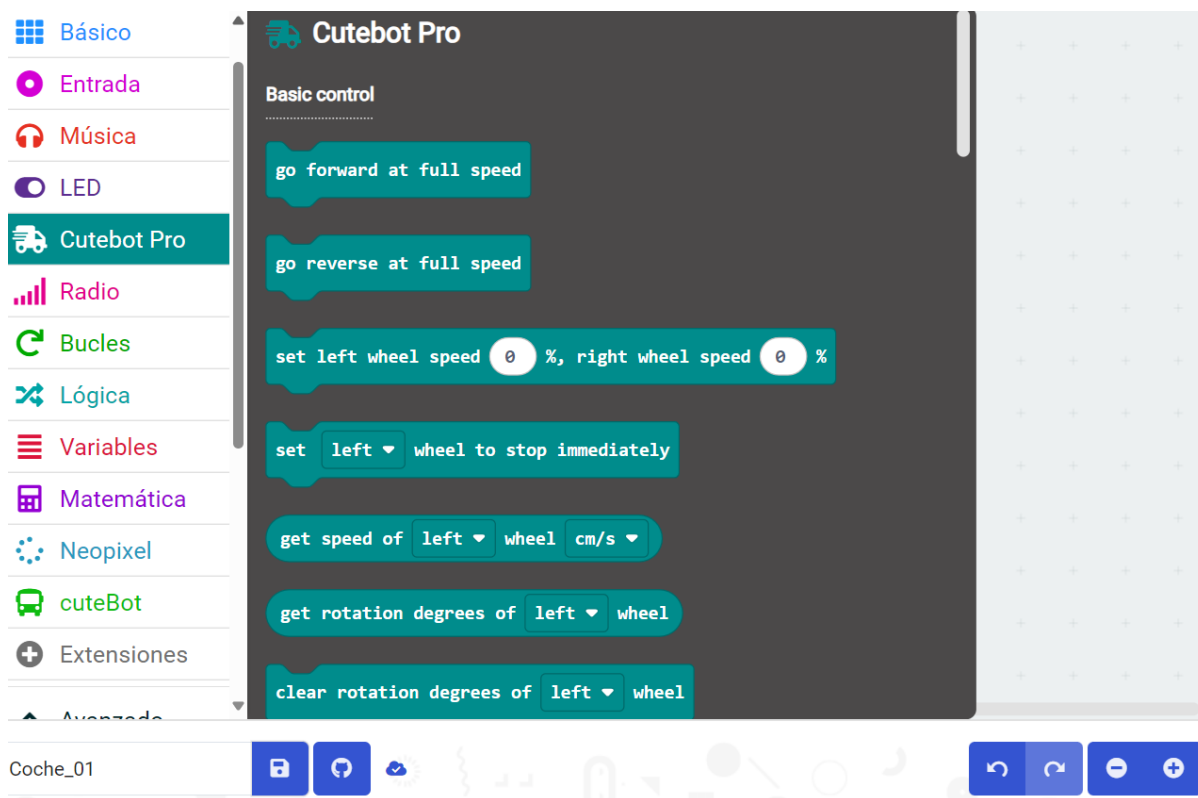 Básico
Entrada
Música
LED
Cutebot Pro
Radio
Bucles
Lógica
Variables
Matemática
Neopixel
cuteBot
Extensiones
Avanzado
Cutebot Pro
Basic control
go forward at full speed
go reverse at full speed
set left wheel speed 0 %, right wheel speed 0 %
set left wheel to stop immediately
get speed of left wheel cm/s
get rotation degrees of left wheel
clear rotation degrees of left wheel
Coche_01